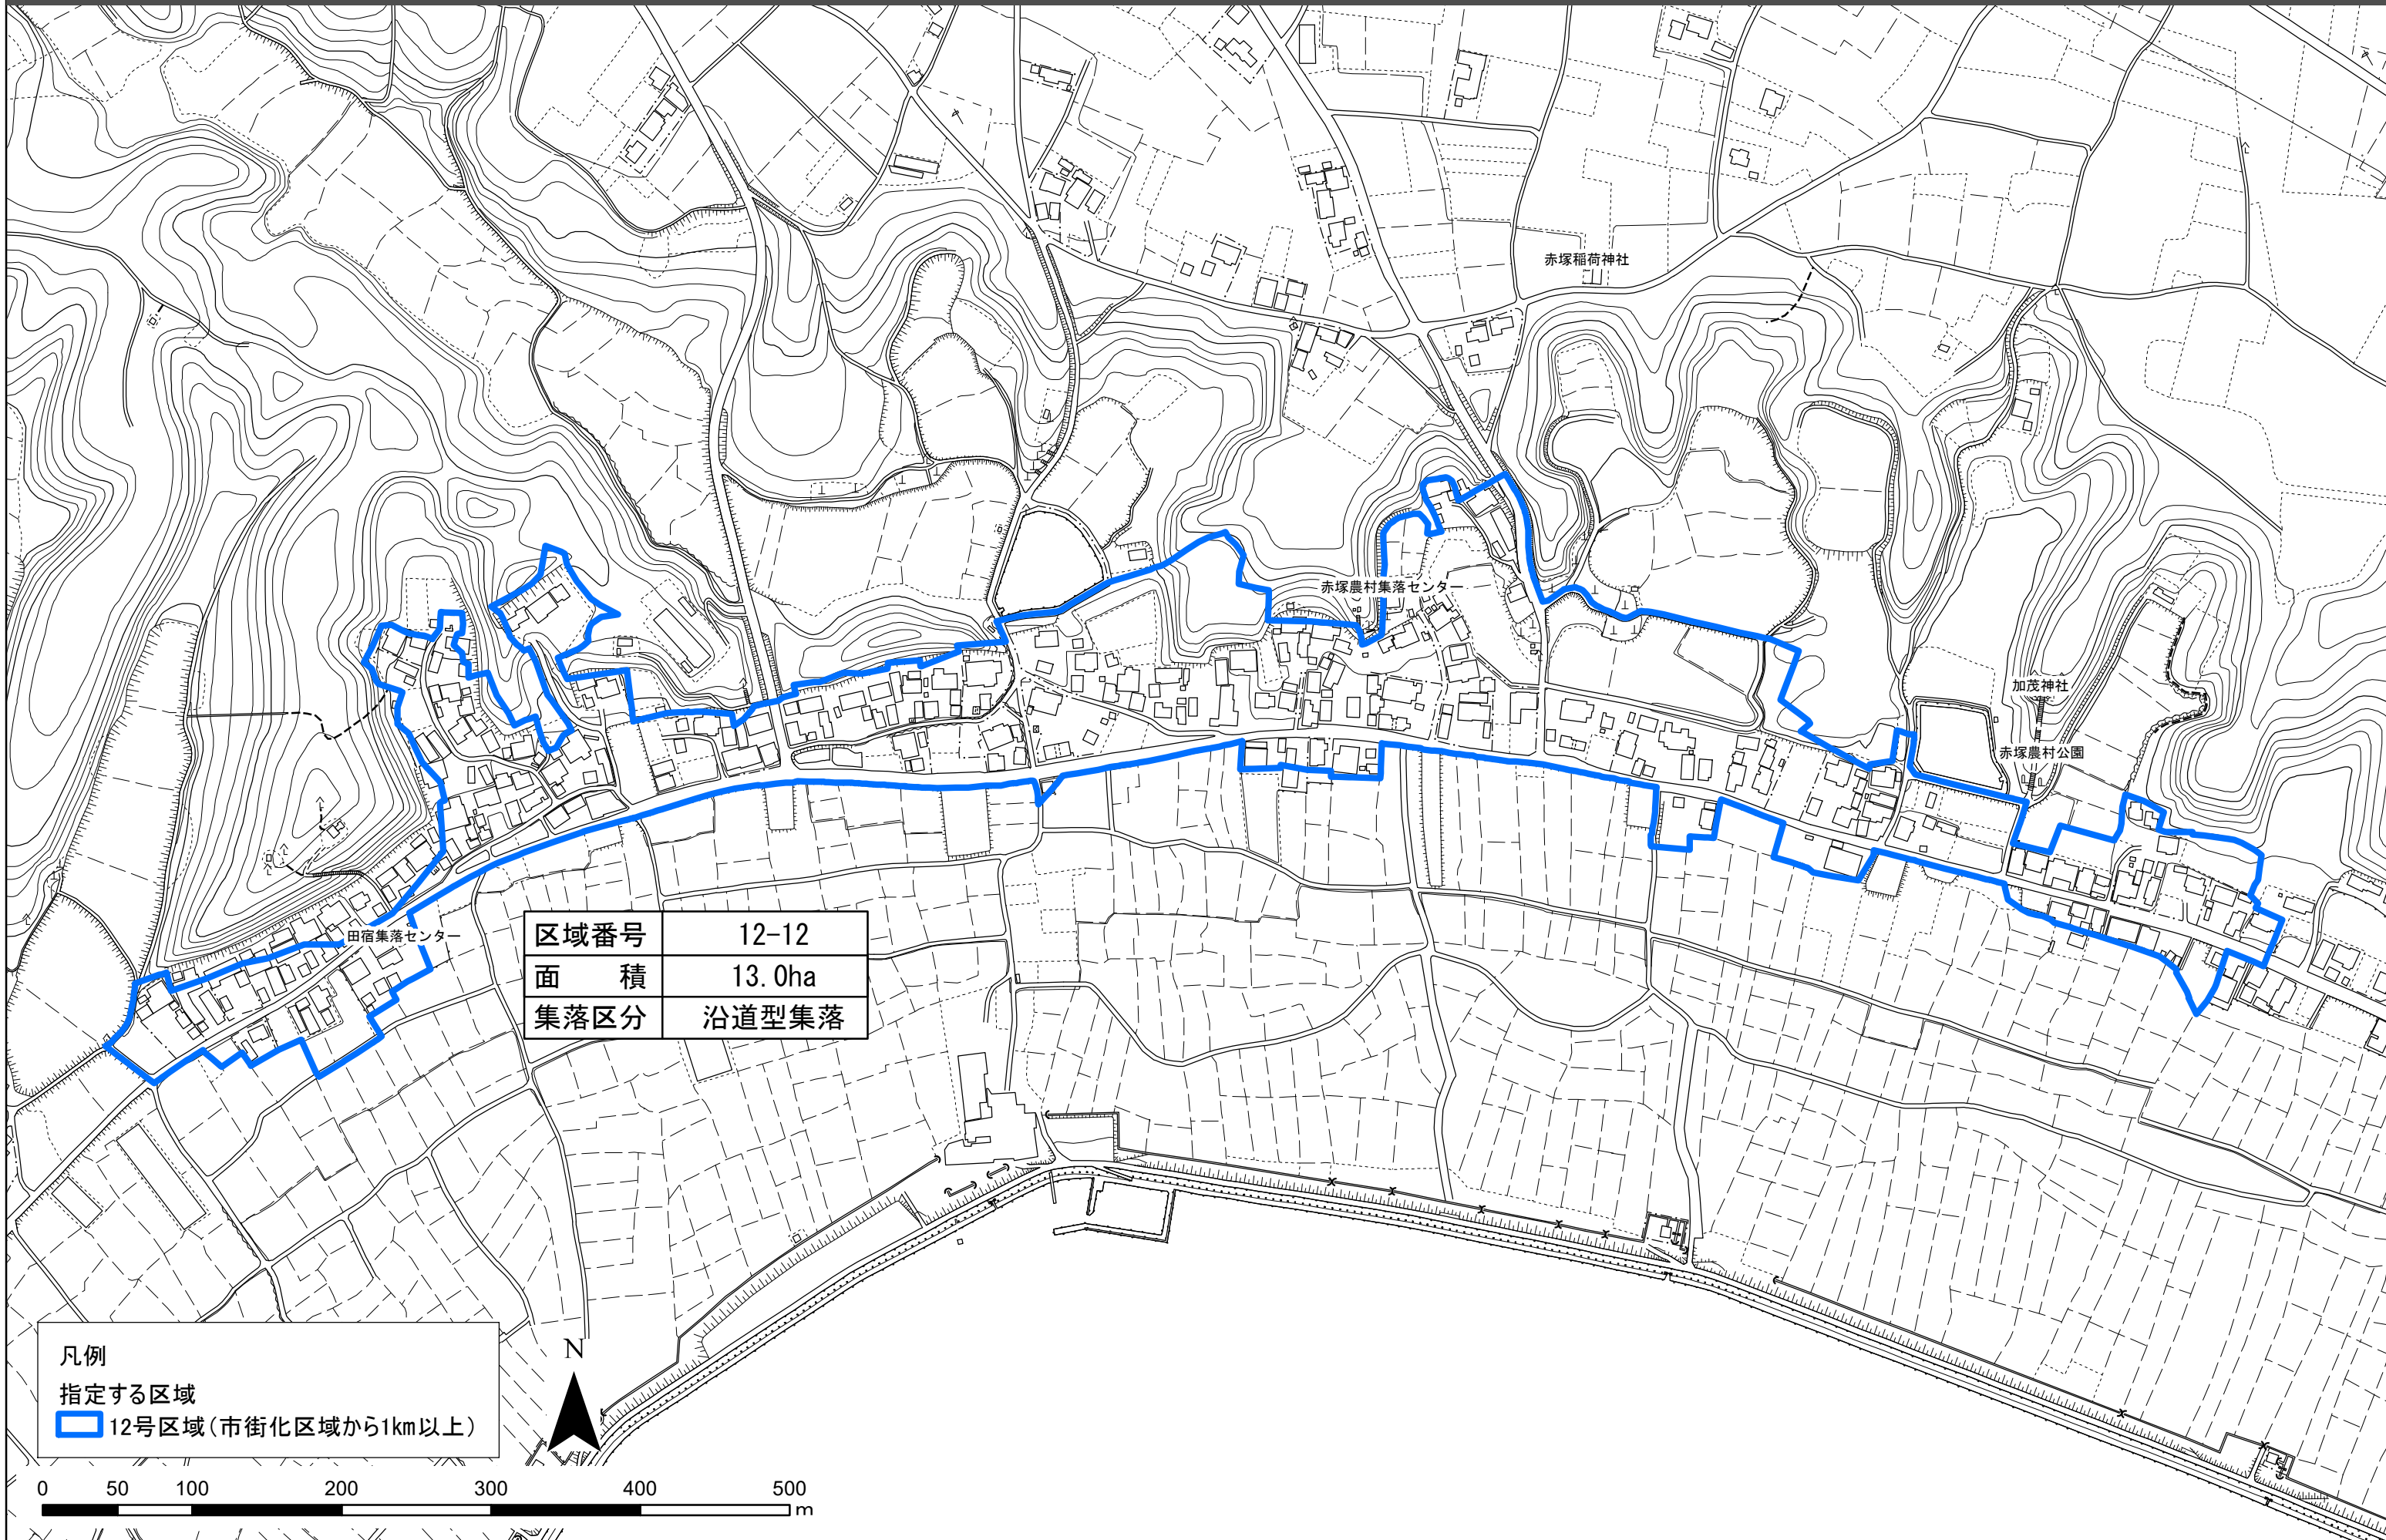 赤塚稲荷神社
赤塚農村集落センター
加茂神社
赤塚農村公園
田宿集落センター
区域番号 12-12
面 積 13.0ha
集落区分 沿道型集落
凡例
指定する区域
12号区域(市街化区域から1km以上)
N
0 50 100 200 300 400 500
m